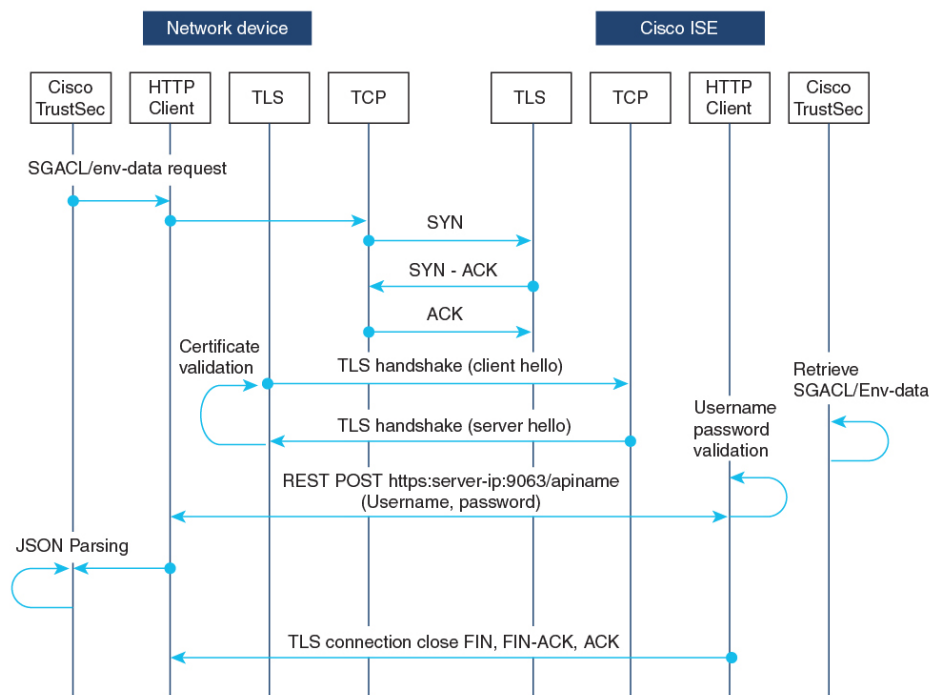 Network device
Cisco ISE
Cisco
TrustSec
HTTP
Client
TLS
TCP
TLS
TCP
HTTP
Client
Cisco
TrustSec
SGACL/env-data request
SYN
SYN - ACK
ACK
Certificate
validation
TLS handshake (client hello)
Retrieve
SGACL/Env-data
TLS handshake (server hello)
Username
password
validation
REST POST https:server-ip:9063/apiname
(Username, password)
JSON Parsing
TLS connection close FIN, FIN-ACK, ACK